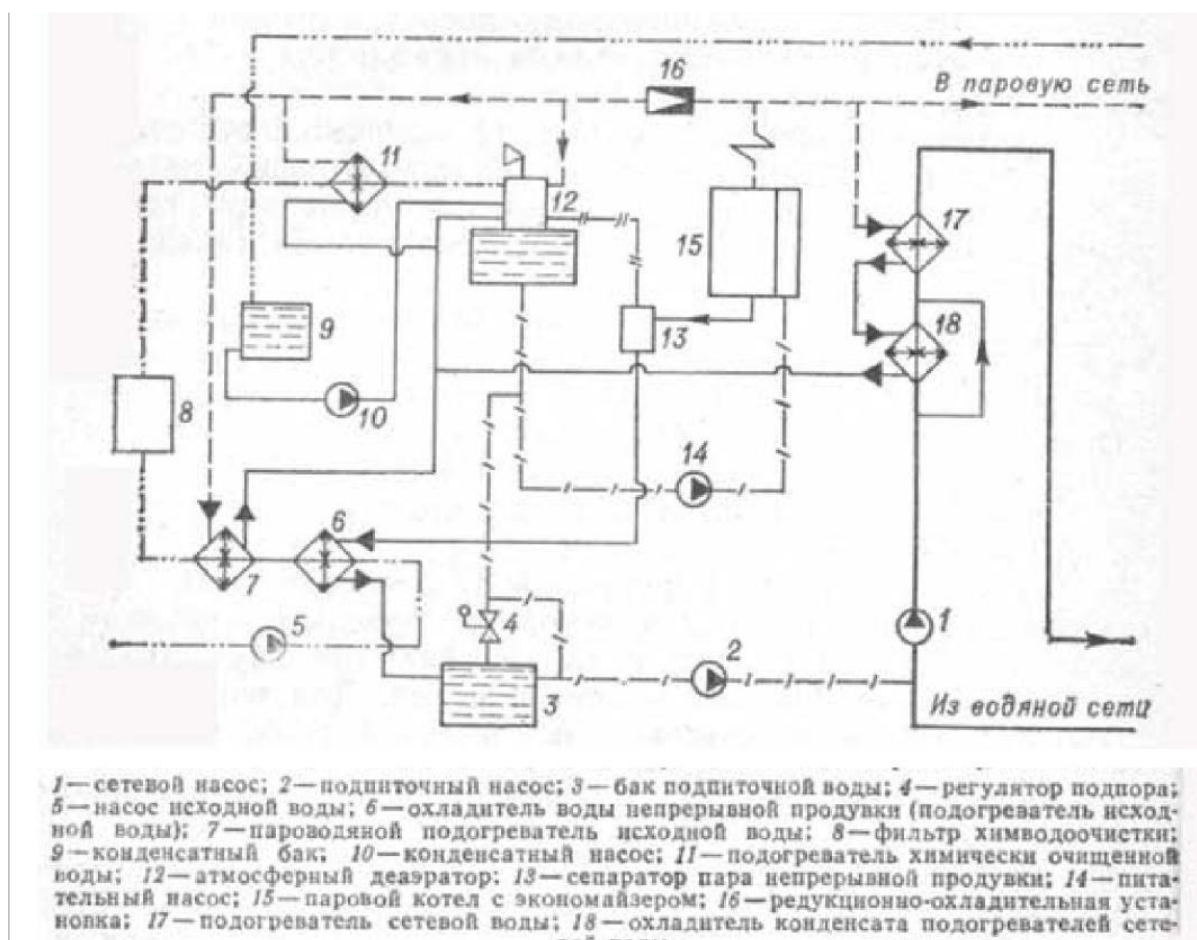 16
В паровую сеть
11
12
17
15
9
13
18
8
10
14
6
7
5
4
1
2
3
Из водяной сети
1—сетевой насос; 2—подпиточный насос; 3—бак подпиточной воды; 4—регулятор подпора;
5—насос исходной воды; 6—охладитель воды непрерывной продувки (подогреватель исход-
ной воды); 7—пароводяной подогреватель исходной воды; 8—фильтр химводоочистки;
9—конденсатный бак; 10—конденсатный насос; 11—подогреватель химически очищенной
воды; 12—атмосферный деаэратор; 13—сепаратор пара непрерывной продувки; 14—пита-
тельный насос; 15—паровой котел с экономайзером; 16—редукционно-охладительная уста-
новка; 17—подогреватель сетевой воды; 18—охладитель конденсата подогревателей сете-